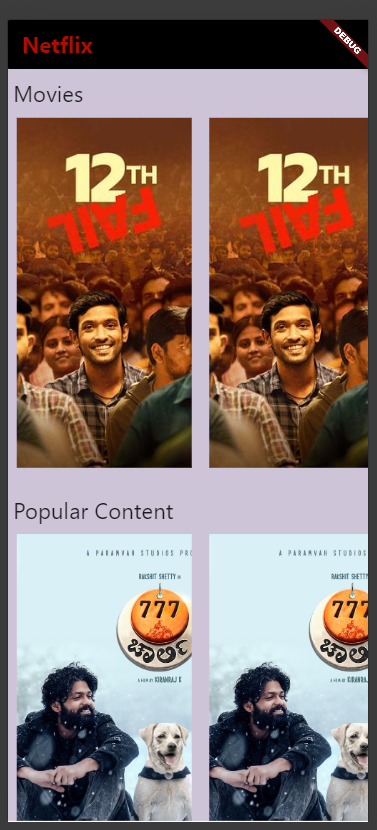 Netflix
DEBUG
Movies
12TH
FAIL
12TH
FAIL
Popular Content
A PARAMVAH STUDIOS PRO
RAKSHIT SHETTY IN
777
ಚಾರ್ಲಿ
A FILM BY KIRANRAJ K
A PARAMVAH STUDIOS
RAKSHIT SHETTY
777
ಚಾರ್ಲಿ
A FILM BY KIRANRAJ